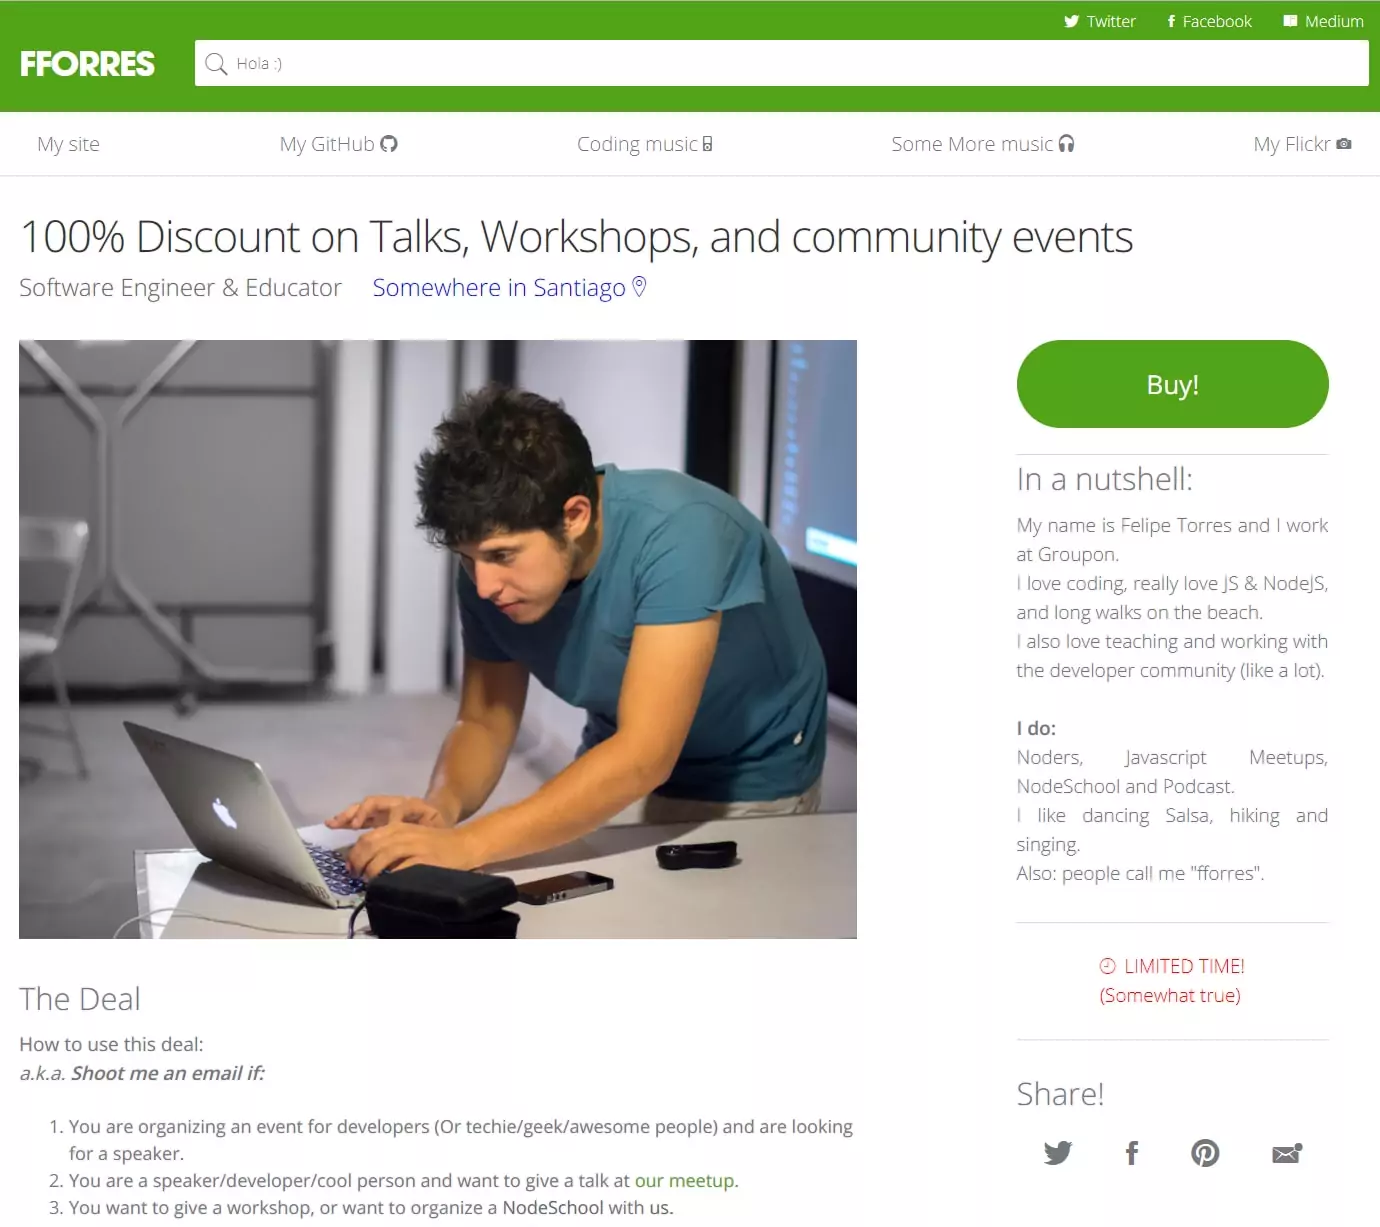 Twitter Facebook Medium
FFORRES
Hola :)
My site My GitHub Coding music Some More music My Flickr
100% Discount on Talks, Workshops, and community events
Software Engineer & Educator Somewhere in Santiago
Buy!
In a nutshell:
My name is Felipe Torres and I work
at Groupon.
I love coding, really love JS & NodeJS,
and long walks on the beach.
I also love teaching and working with
the developer community (like a lot).
I do:
Noders, Javascript Meetups,
NodeSchool and Podcast.
I like dancing Salsa, hiking and
singing.
Also: people call me "fforres".
LIMITED TIME!
(Somewhat true)
Share!
The Deal
How to use this deal:
a.k.a. Shoot me an email if:
1. You are organizing an event for developers (Or techie/geek/awesome people) and are looking
for a speaker.
2. You are a speaker/developer/cool person and want to give a talk at our meetup.
3. You want to give a workshop, or want to organize a NodeSchool with us.